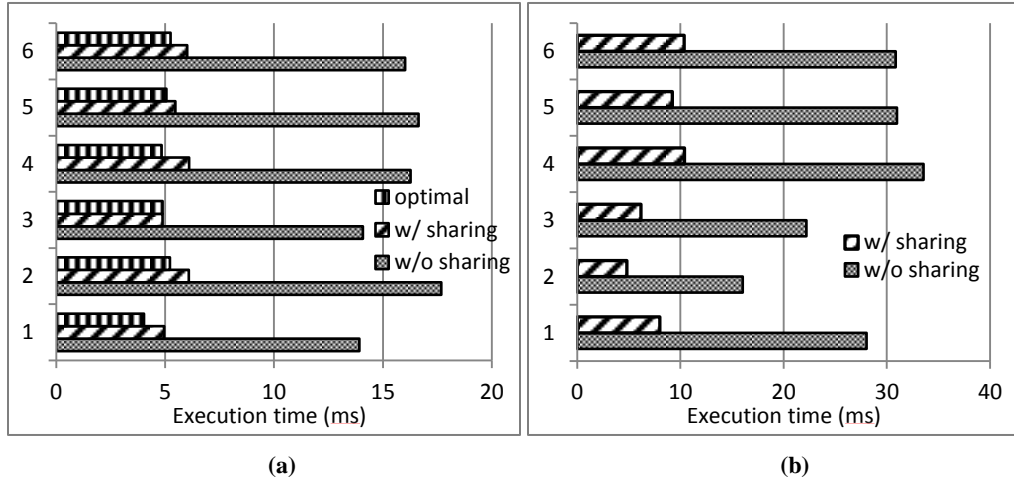 6
5
4
3
2
1
optimal
w/ sharing
w/o sharing
0 5 10 15 20
Execution time (ms)
(a)
6
5
4
3
2
1
w/ sharing
w/o sharing
0 10 20 30 40
Execution time (ms)
(b)